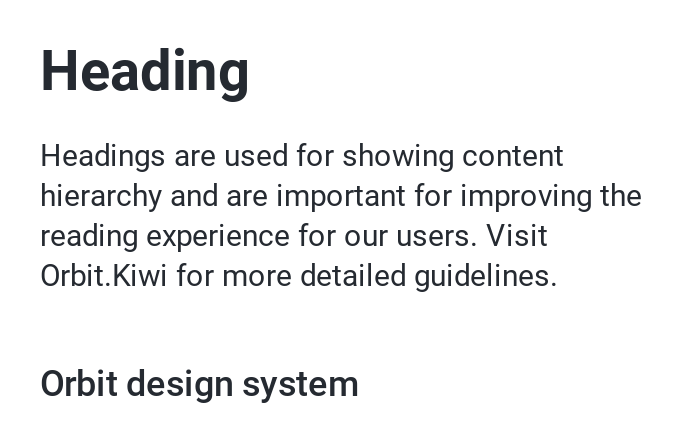 Heading
Headings are used for showing content
hierarchy and are important for improving the
reading experience for our users. Visit
Orbit.Kiwi for more detailed guidelines.
Orbit design system